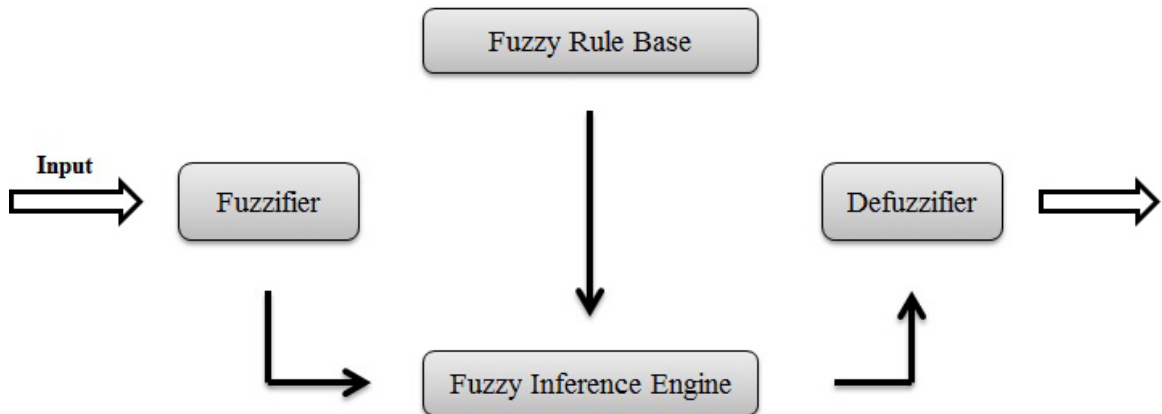 Fuzzy Rule Base
Input
Fuzzifier
Defuzzifier
Fuzzy Inference Engine